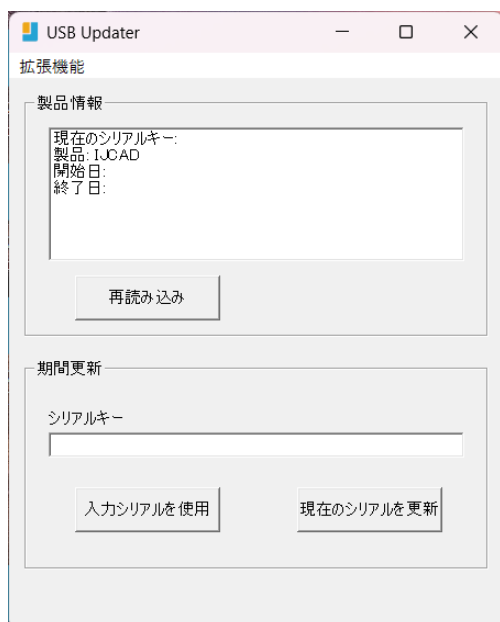 USB Updater
拡張機能
製品情報
現在のシリアルキー:
製品: IJCAD
開始日:
終了日:
再読み込み
期間更新
シリアルキー
入力シリアルを使用
現在のシリアルを更新